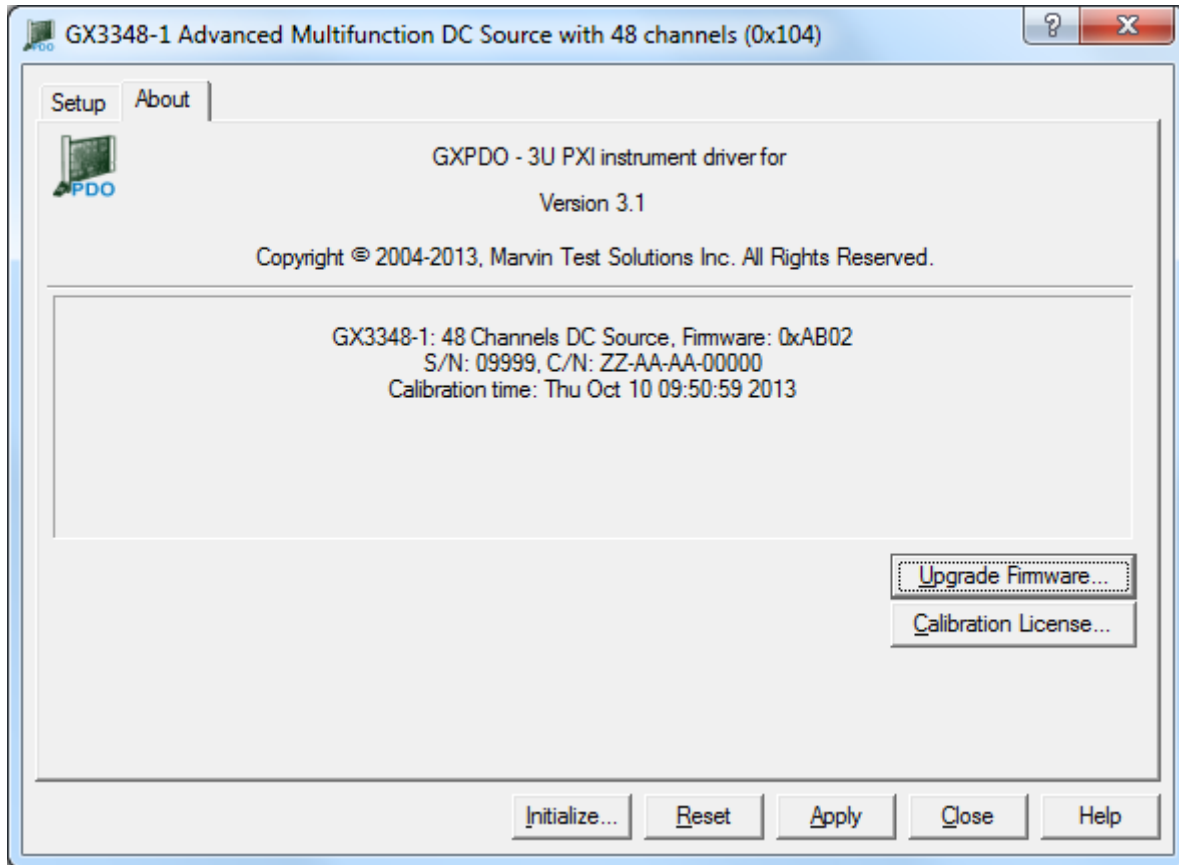 GX3348-1 Advanced Multifunction DC Source with 48 channels (0x104)
Setup About
PDO
GXPDO - 3U PXI instrument driver for
Version 3.1
Copyright © 2004-2013, Marvin Test Solutions Inc. All Rights Reserved.
GX3348-1: 48 Channels DC Source, Firmware: 0xAB02
S/N: 09999, C/N: ZZ-AA-AA-00000
Calibration time: Thu Oct 10 09:50:59 2013
Upgrade Firmware...
Calibration License...
Initialize... Reset Apply Close Help